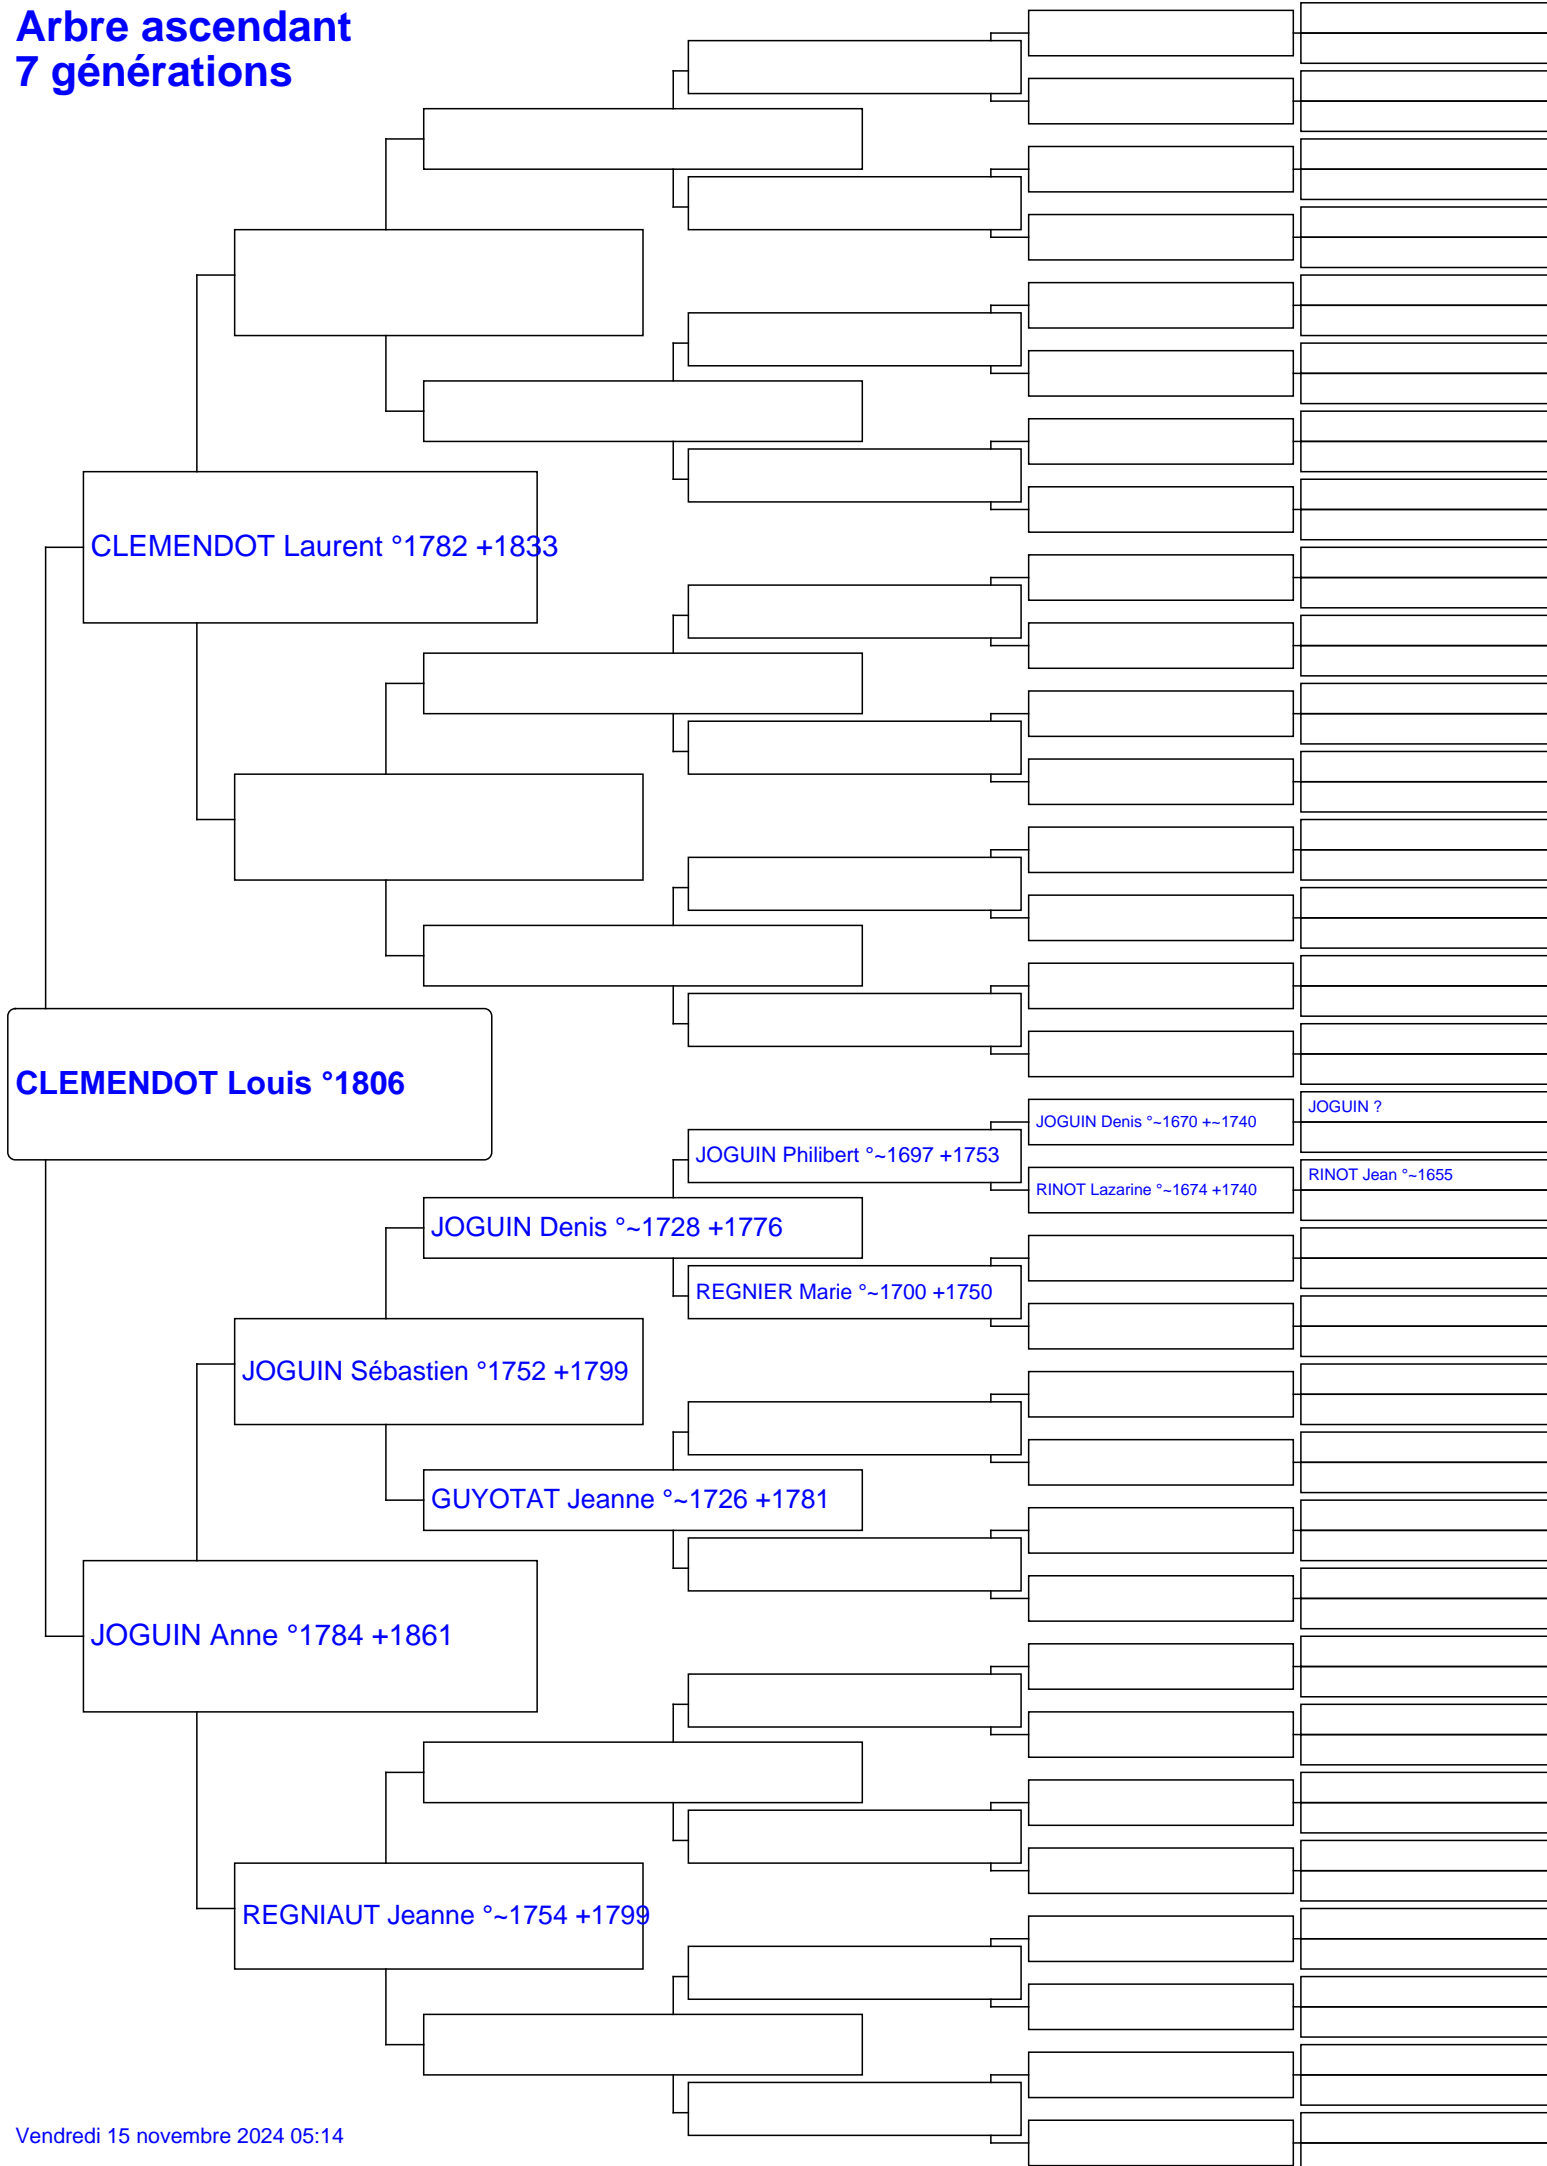 Arbre ascendant
7 générations
CLEMENDOT Laurent °1782 +1833
CLEMENDOT Louis °1806
JOGUIN ?
JOGUIN Denis °~1670 +~1740
JOGUIN Philibert °~1697 +1753
RINOT Jean °~1655
RINOT Lazarine °~1674 +1740
JOGUIN Denis °~1728 +1776
REGNIER Marie °~1700 +1750
JOGUIN Sébastien °1752 +1799
GUYOTAT Jeanne °~1726 +1781
JOGUIN Anne °1784 +1861
REGNIAUT Jeanne °~1754 +1799
Vendredi 15 novembre 2024 05:14